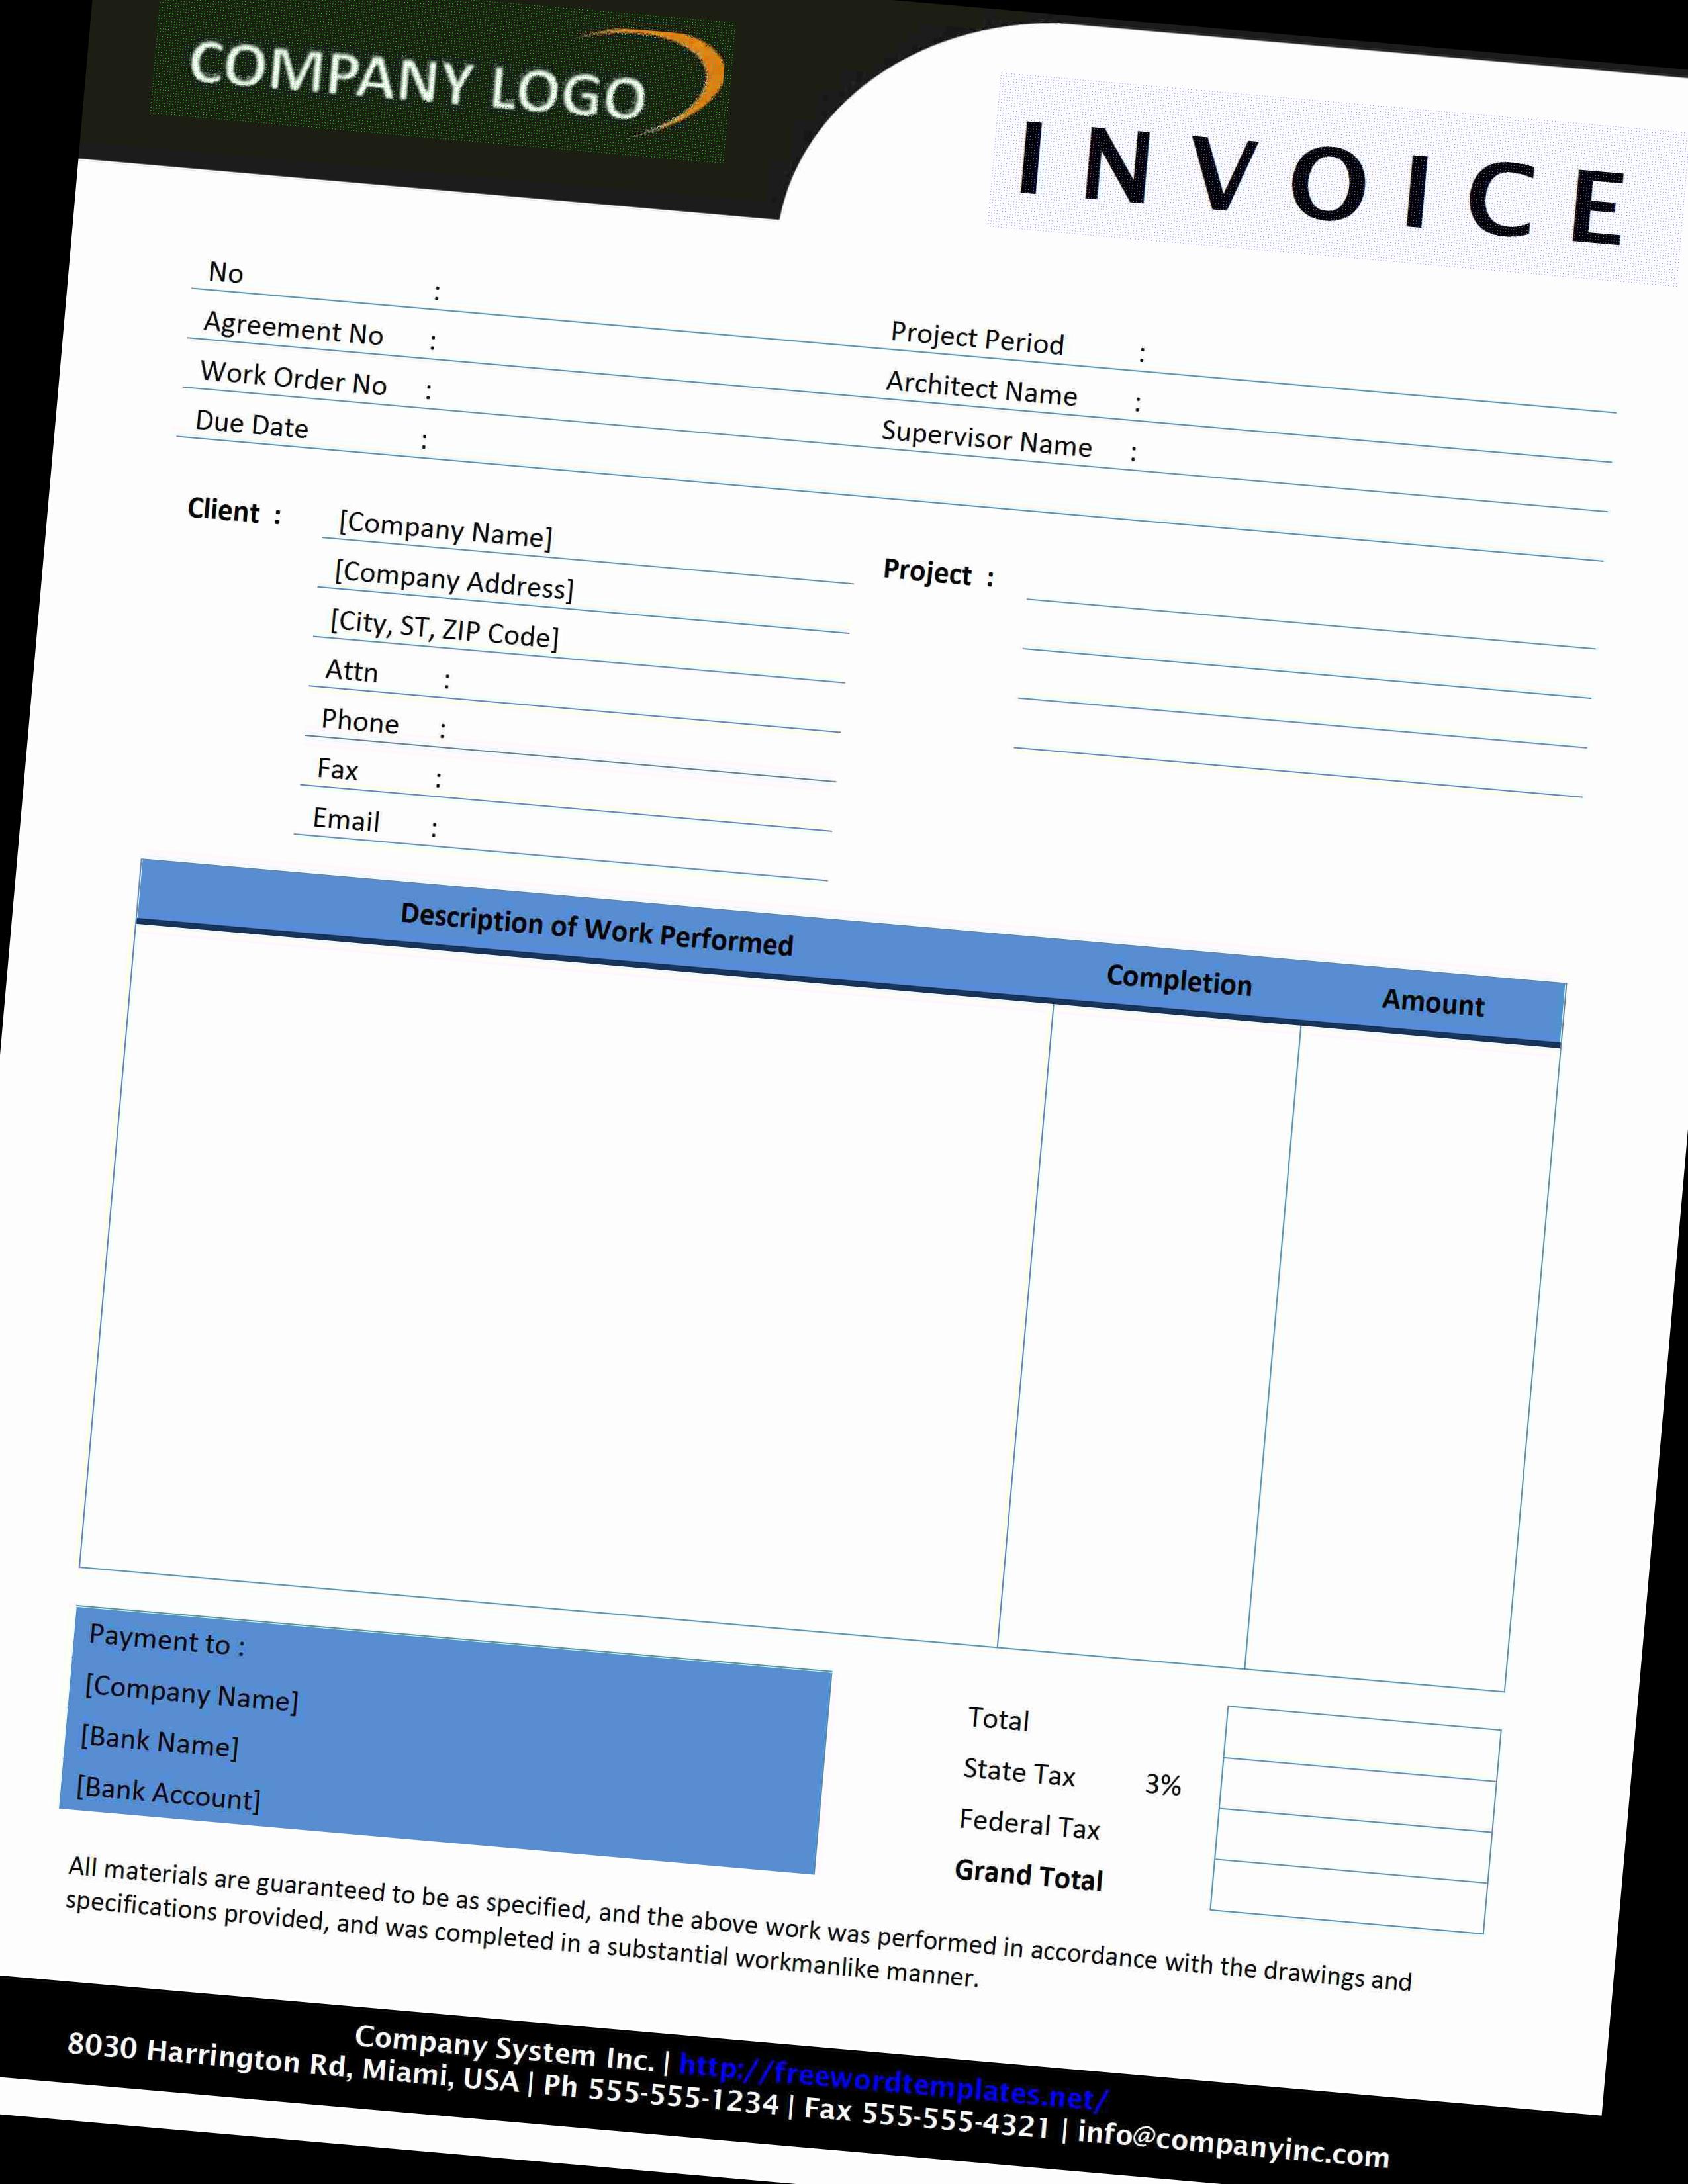 COMPANY LOGO
INVOICE
No :
Project Period :
Agreement No :
Architect Name :
Work Order No :
Supervisor Name :
Due Date :
Client : [Company Name]
[Company Address]
[City, ST, ZIP Code]
Attn :
Phone :
Fax :
Email :
Project :
Description of Work Performed Completion Amount
Payment to :
[Company Name]
[Bank Name]
[Bank Account]
Total
State Tax 3%
Federal Tax
Grand Total
All materials are guaranteed to be as specified, and the above work was performed in accordance with the drawings and
specifications provided, and was completed in a substantial workmanlike manner.
Company System Inc. | http://freewordtemplates.net/
8030 Harrington Rd, Miami, USA | Ph 555-555-1234 | Fax 555-555-4321 | info@companyinc.com